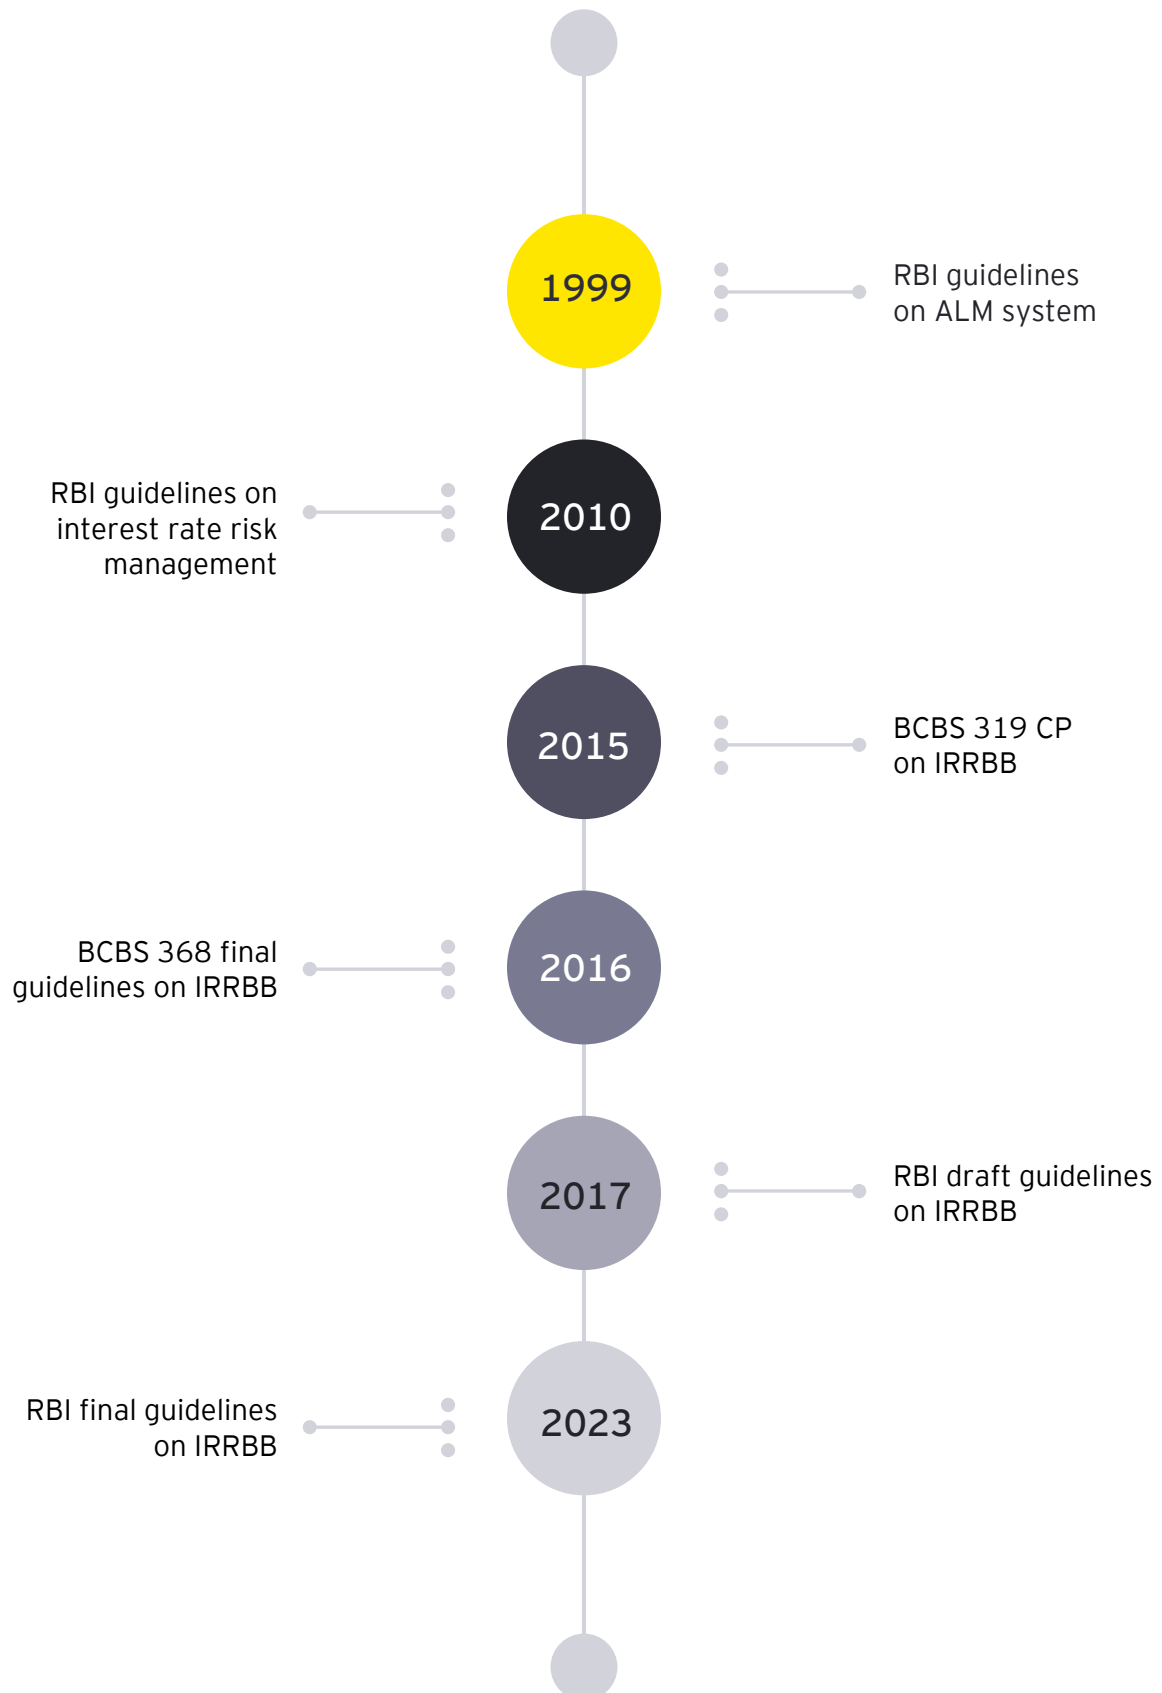 1999
RBI guidelines
on ALM system
RBI guidelines on
interest rate risk
management
2010
2015
BCBS 319 CP
on IRRBB
BCBS 368 final
guidelines on IRRBB
2016
2017
RBI draft guidelines
on IRRBB
RBI final guidelines
on IRRBB
2023